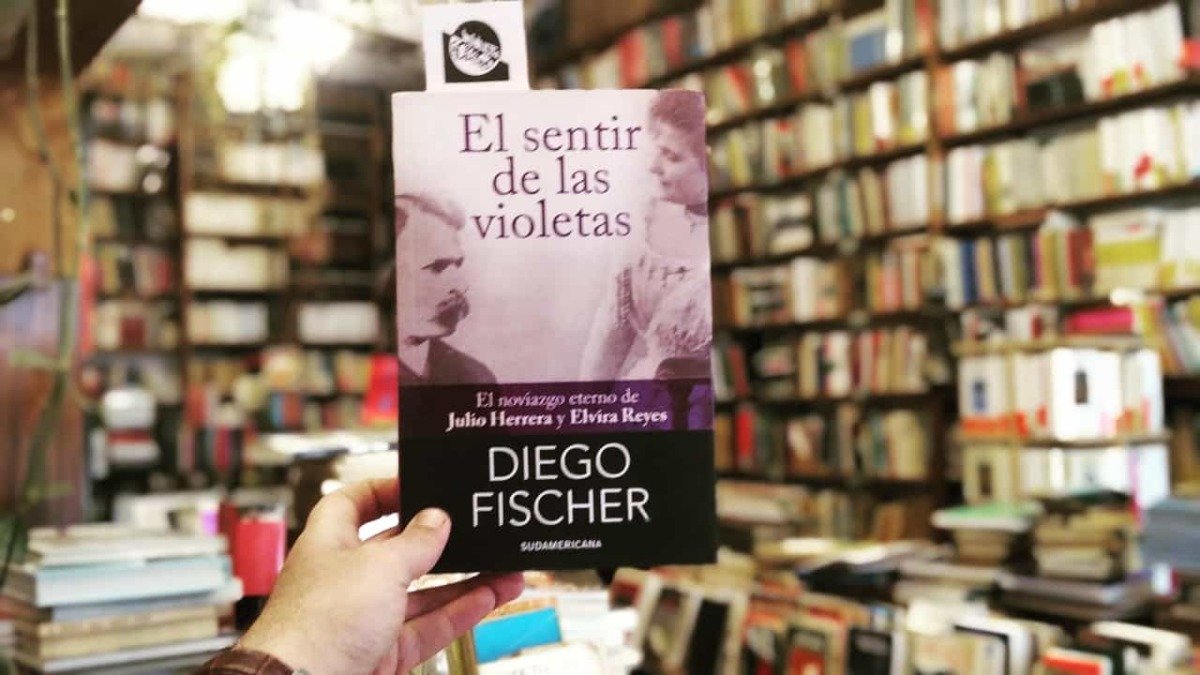 El sentir
de las
violetas
El noviazgo eterno de
Julio Herrera y Elvira Reyes
DIEGO
FISCHER
SUDAMERICANA